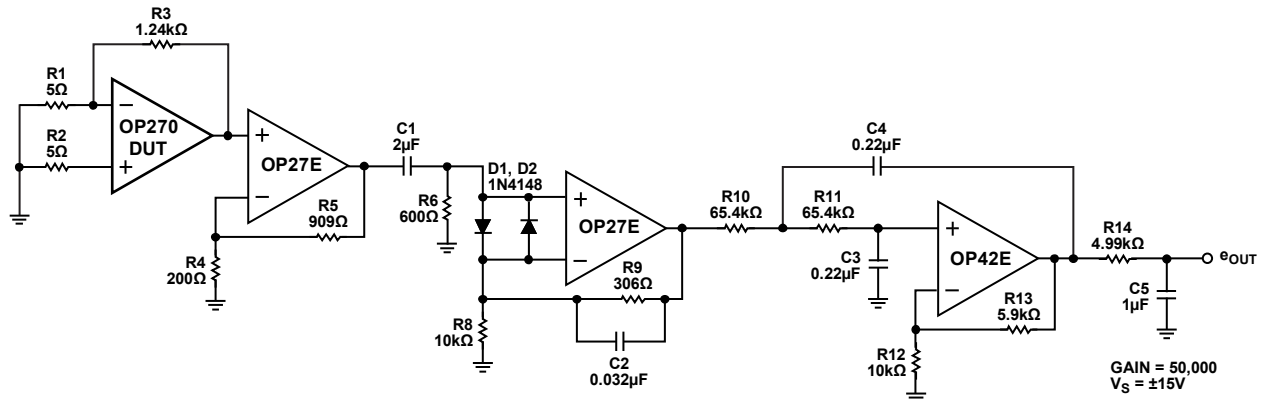 R3
1.24kΩ
R1
5Ω
R2
5Ω
−
+
OP270
DUT
+
−
OP27E
R5
909Ω
R4
200Ω
C1
2µF
R6
600Ω
D1, D2
1N4148
+
−
OP27E
R9
306Ω
R8
10kΩ
C2
0.032µF
C4
0.22µF
R10
65.4kΩ
R11
65.4kΩ
C3
0.22µF
+
−
OP42E
R13
5.9kΩ
R12
10kΩ
R14
4.99kΩ
eOUT
C5
1µF
GAIN = 50,000
VS = ±15V